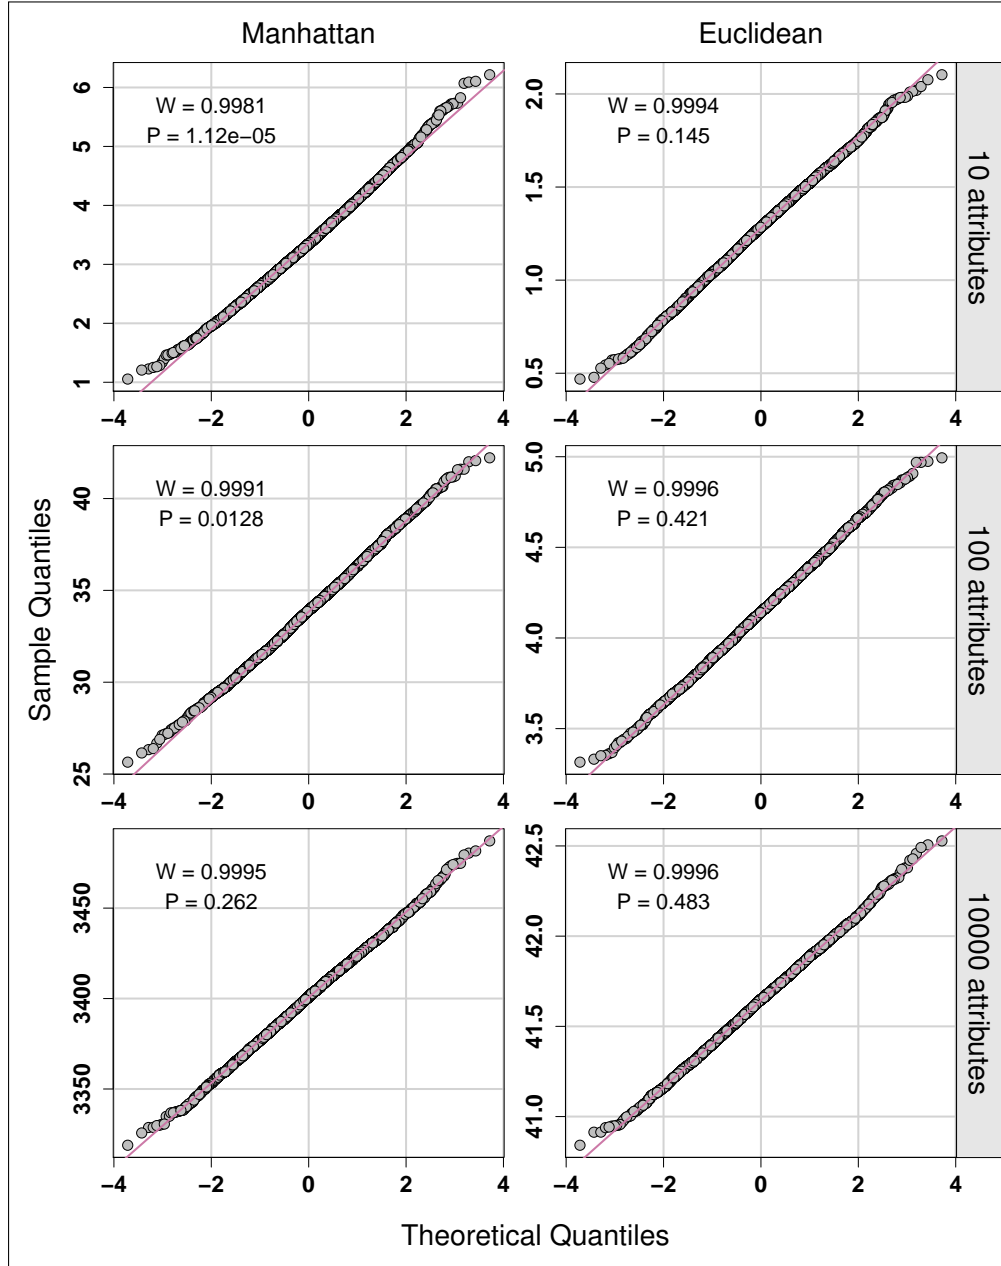 Manhattan
Euclidean
Sample Quantiles
6
5
4
3
2
1
W = 0.9981
P = 1.12e−05
−4 −2 0 2 4
2.0
1.5
1.0
0.5
W = 0.9994
P = 0.145
−4 −2 0 2 4
10 attributes
40
35
30
25
W = 0.9991
P = 0.0128
−4 −2 0 2 4
5.0
4.5
4.0
3.5
W = 0.9996
P = 0.421
−4 −2 0 2 4
100 attributes
3450
3400
3350
W = 0.9995
P = 0.262
−4 −2 0 2 4
42.5
42.0
41.5
41.0
W = 0.9996
P = 0.483
−4 −2 0 2 4
10000 attributes
Theoretical Quantiles